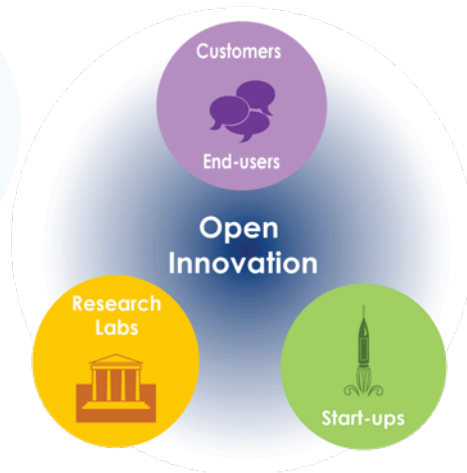 Customers
End-users
Open
Innovation
Research
Labs
Start-ups